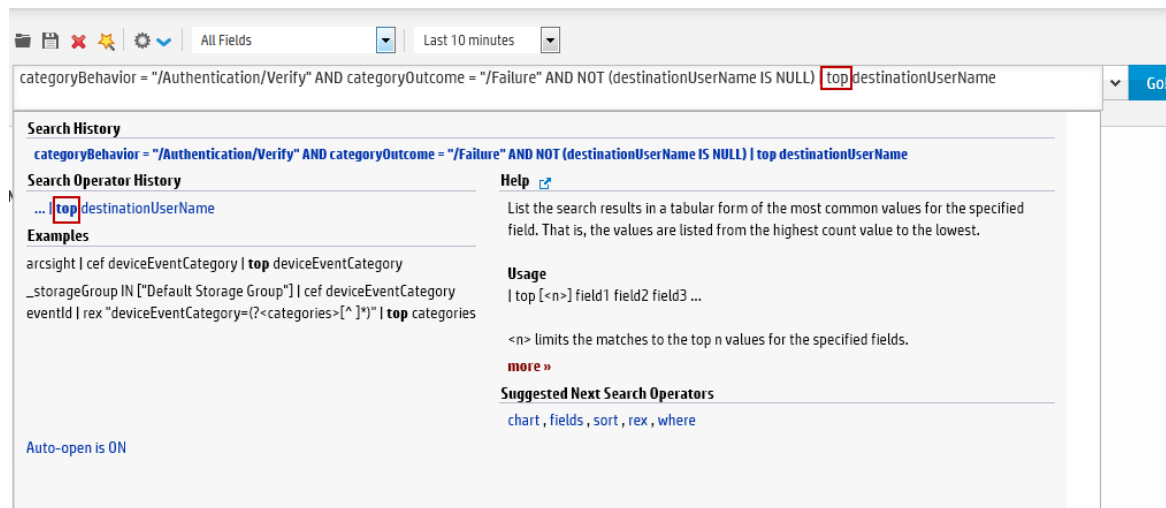 All Fields
Last 10 minutes
categoryBehavior = "/Authentication/Verify" AND categoryOutcome = "/Failure" AND NOT (destinationUserName IS NULL) | top destinationUserName
Go!
Search History
categoryBehavior = "/Authentication/Verify" AND categoryOutcome = "/Failure" AND NOT (destinationUserName IS NULL) | top destinationUserName
Search Operator History
... | top destinationUserName
Examples
arcsight | cef deviceEventCategory | top deviceEventCategory
_storageGroup IN ["Default Storage Group"] | cef deviceEventCategory
eventId | rex "deviceEventCategory=(?<categories>[^ ]*)" | top categories
Auto-open is ON
Help
List the search results in a tabular form of the most common values for the specified
field. That is, the values are listed from the highest count value to the lowest.
Usage
| top [<n>] field1 field2 field3 ...
<n> limits the matches to the top n values for the specified fields.
more »
Suggested Next Search Operators
chart , fields , sort , rex , where